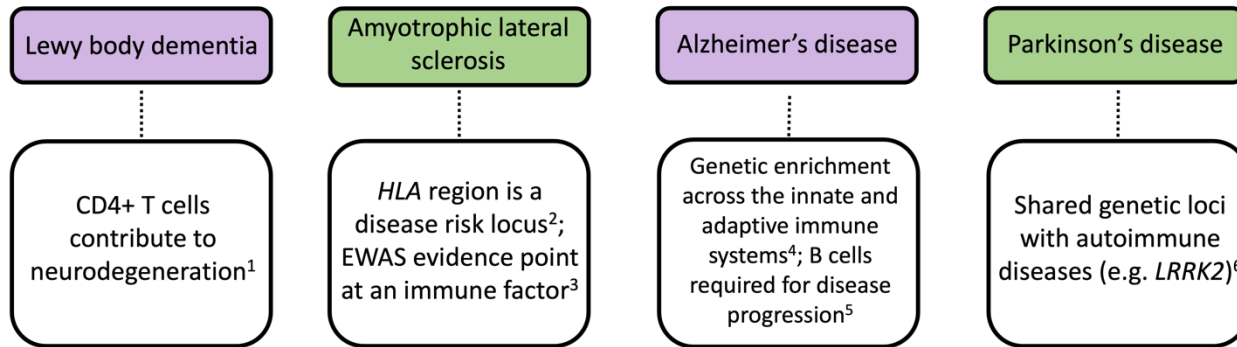 Lewy body dementia
Amyotrophic lateral
sclerosis
Alzheimer’s disease
Parkinson’s disease
CD4+ T cells
contribute to
neurodegeneration¹
HLA region is a
disease risk locus²;
EWAS evidence point
at an immune factor³
Genetic enrichment
across the innate and
adaptive immune
systems⁴; B cells
required for disease
progression⁵
Shared genetic loci
with autoimmune
diseases (e.g. LRRK2)⁶